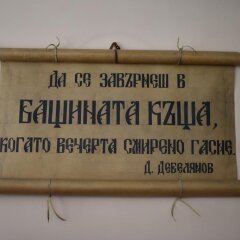 ДА СЕ ЗАВЪРНЕШ В
БАЩИНАТА КЪЩА,
КОГАТО ВЕЧЕРТА СМИРЕНО ГАСНЕ.
Д. ДЕБЕЛЯНОВ